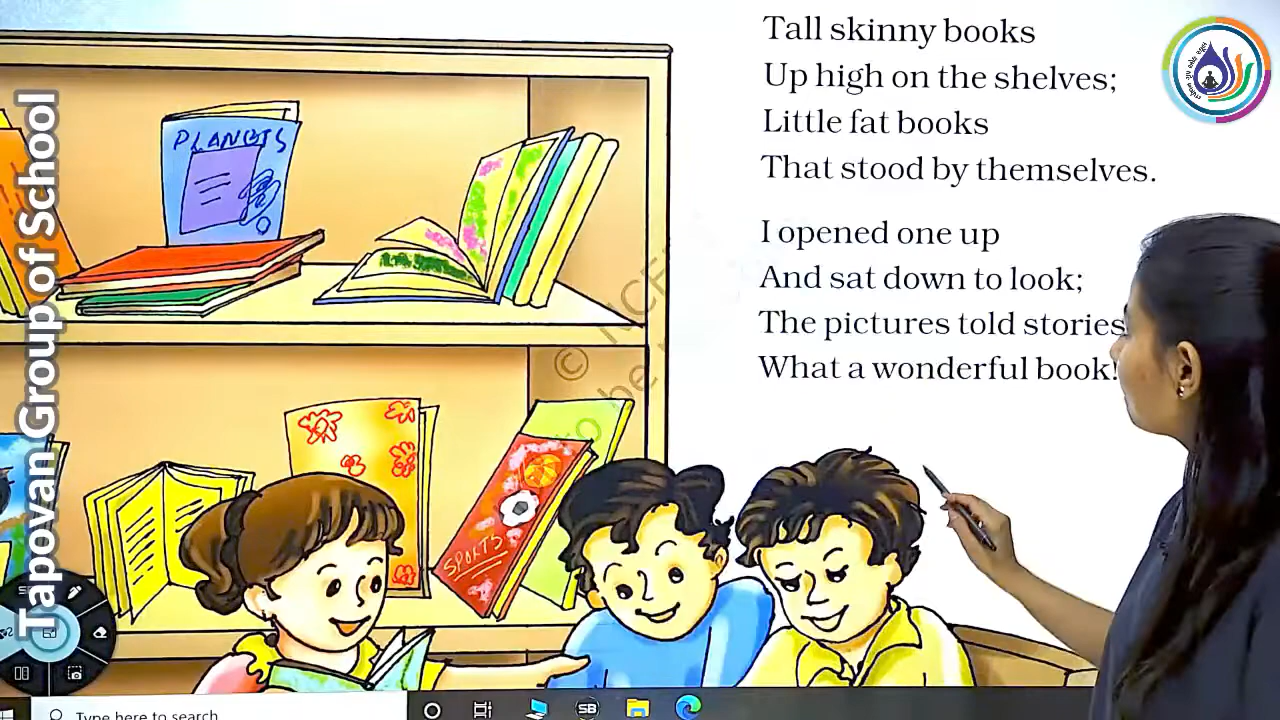 Tall skinny books
Up high on the shelves;
Little fat books
That stood by themselves.
I opened one up
And sat down to look;
The pictures told stories
What a wonderful book!
PLANETS
SPORTS
Tapovan Group of School
Type here to search
SB